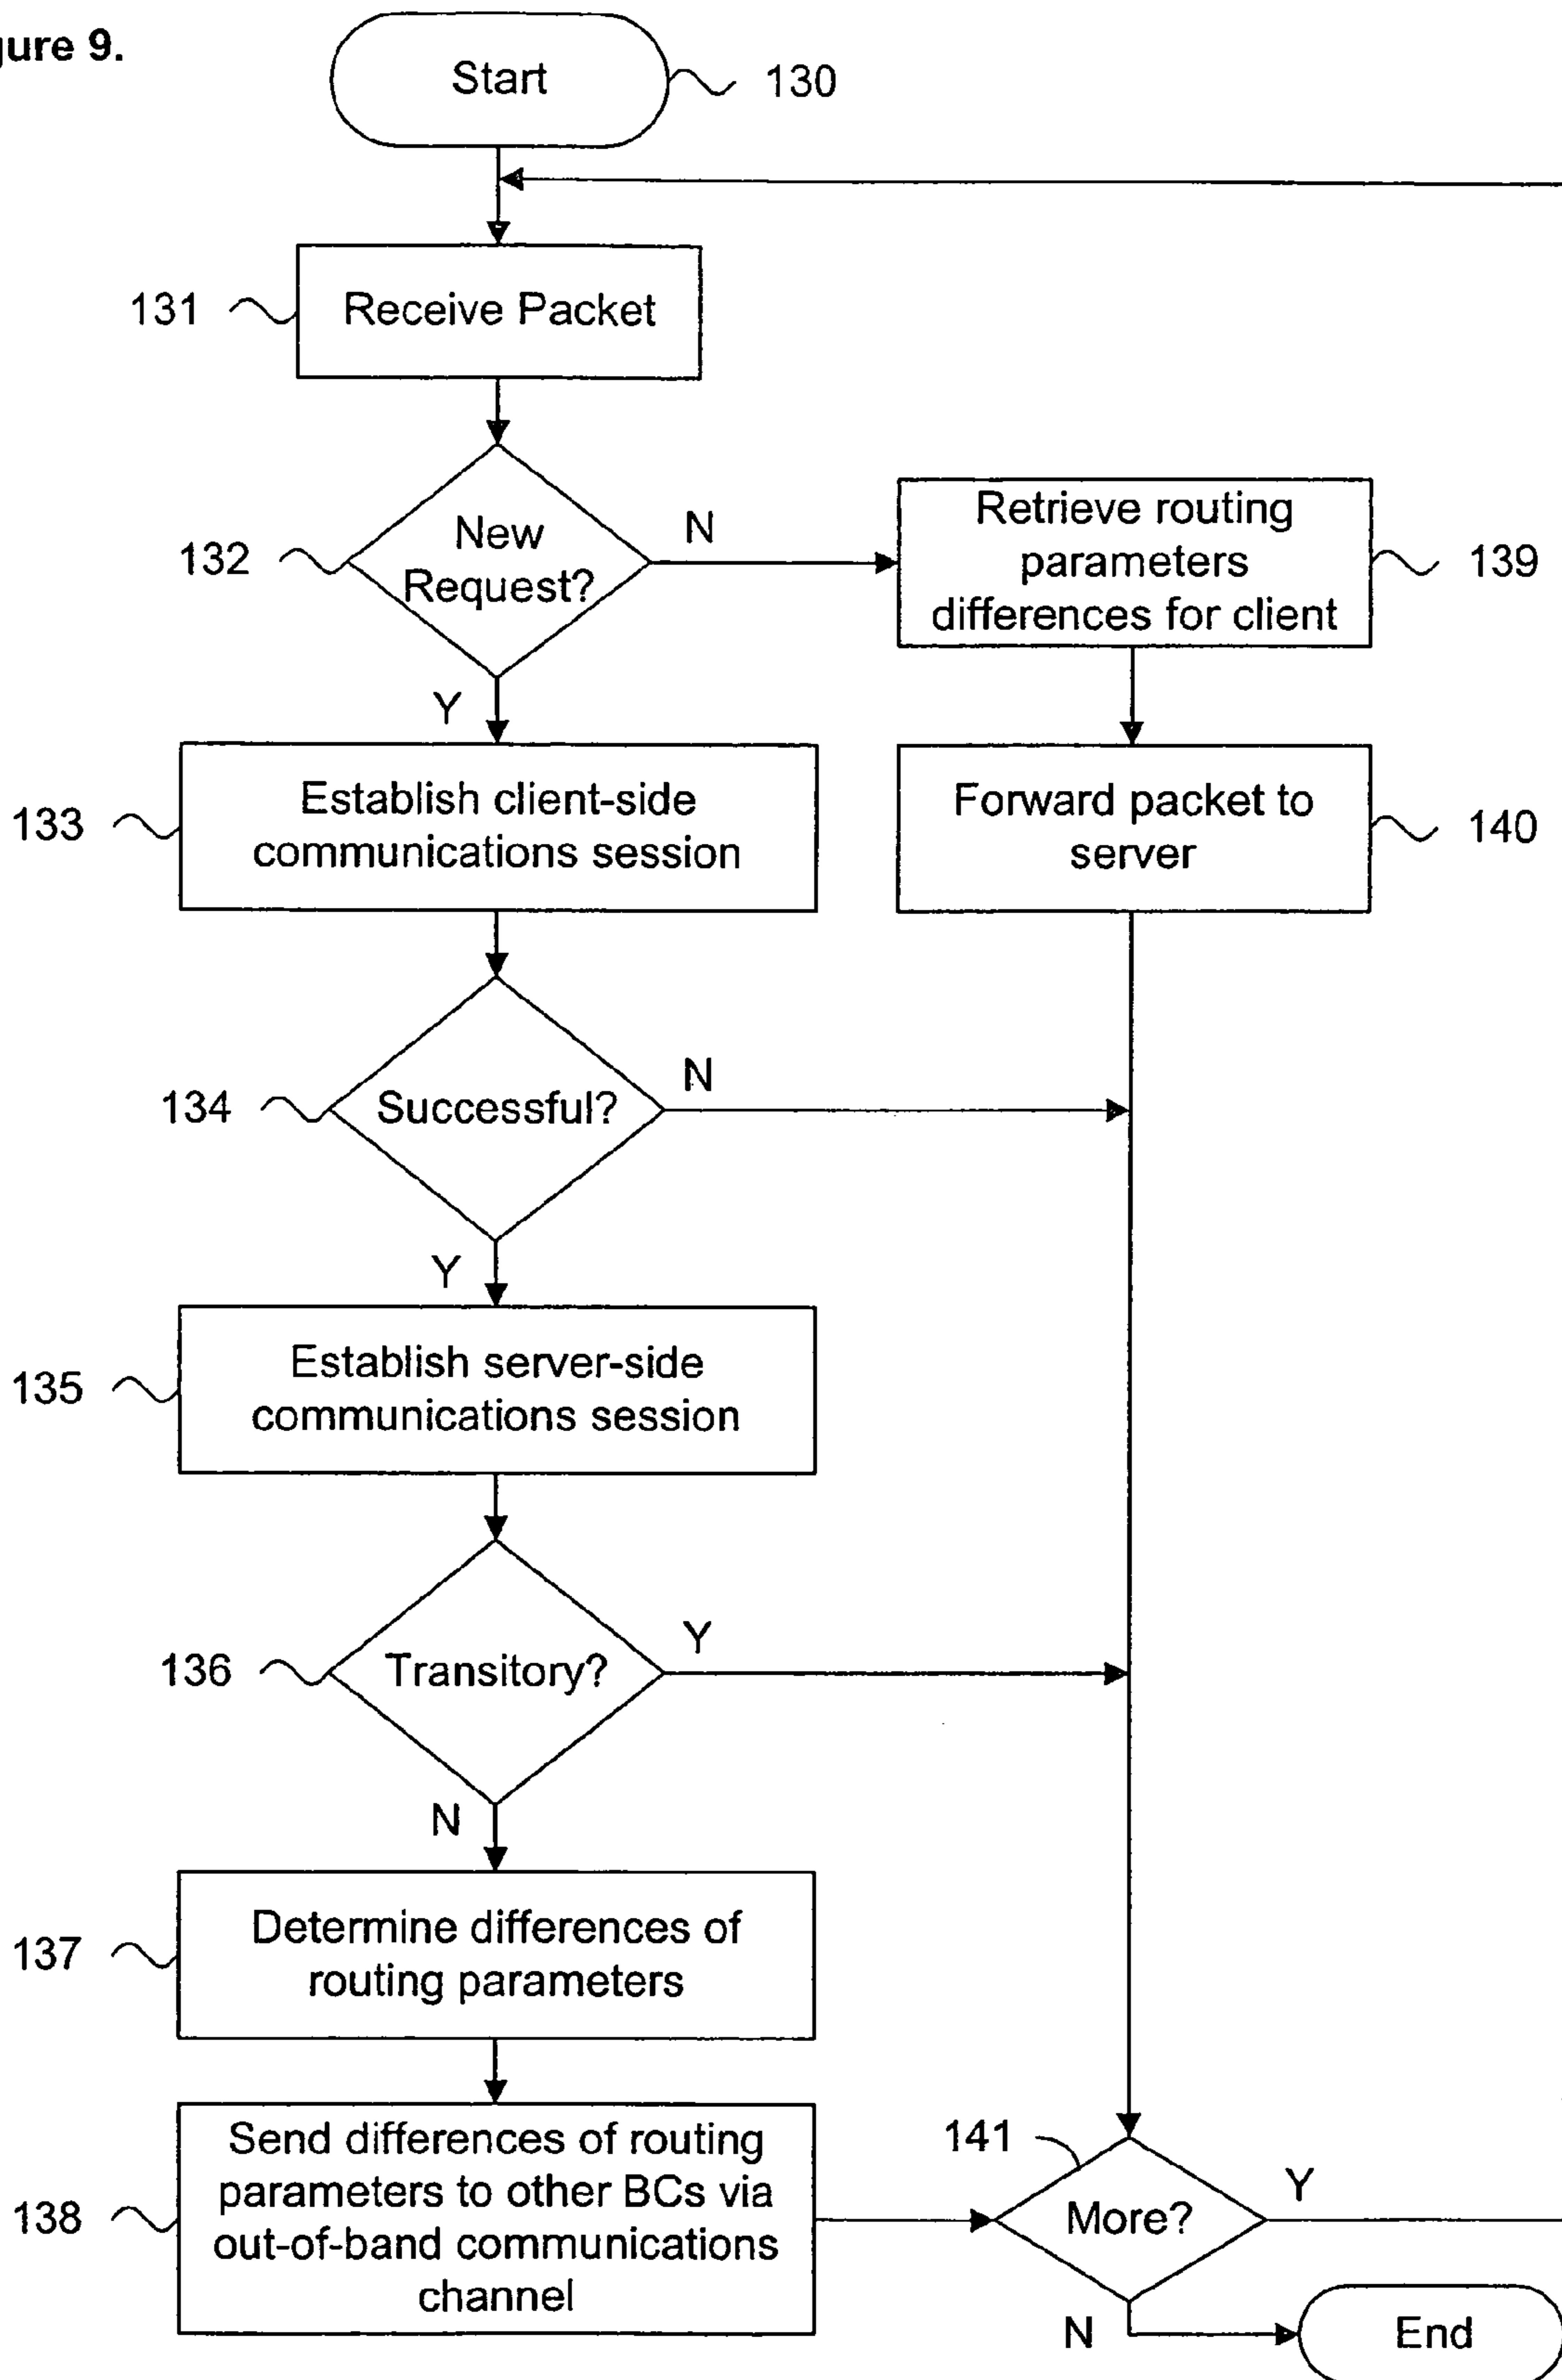 gure 9.
Start
130
131
Receive Packet
132
New
Request?
N
Y
Retrieve routing
parameters
differences for client
139
133
Establish client-side
communications session
Forward packet to
server
140
134
Successful?
N
Y
135
Establish server-side
communications session
136
Transitory?
Y
N
137
Determine differences of
routing parameters
138
Send differences of routing
parameters to other BCs via
out-of-band communications
channel
141
More?
Y
N
End